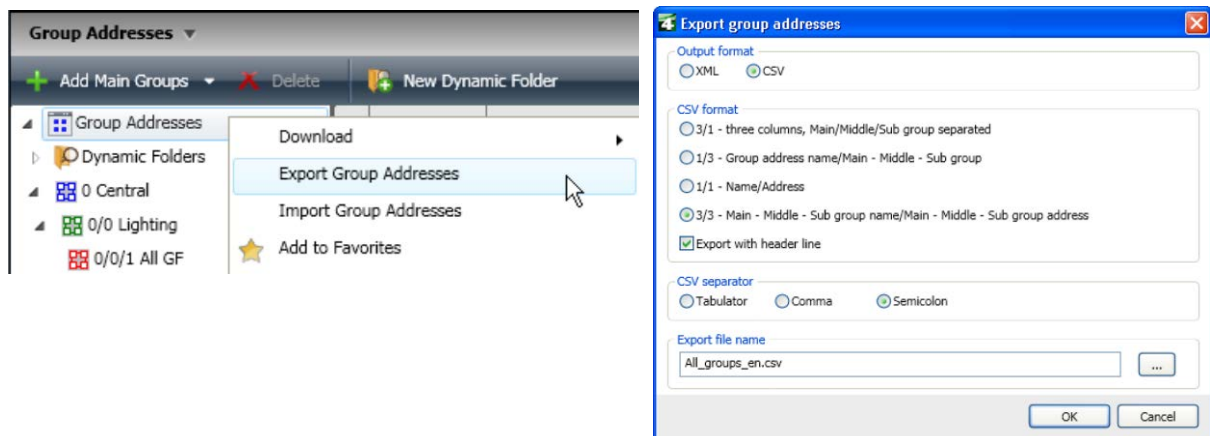 Group Addresses
Add Main Groups Delete New Dynamic Folder
Group Addresses
Dynamic Folders
0 Central
0/0 Lighting
0/0/1 All GF
Download
Export Group Addresses
Import Group Addresses
Add to Favorites
4 Export group addresses
Output format
XML CSV
CSV format
3/1 - three columns, Main/Middle/Sub group separated
1/3 - Group address name/Main - Middle - Sub group
1/1 - Name/Address
3/3 - Main - Middle - Sub group name/Main - Middle - Sub group address
Export with header line
CSV separator
Tabulator Comma Semicolon
Export file name
All_groups_en.csv
...
OK Cancel